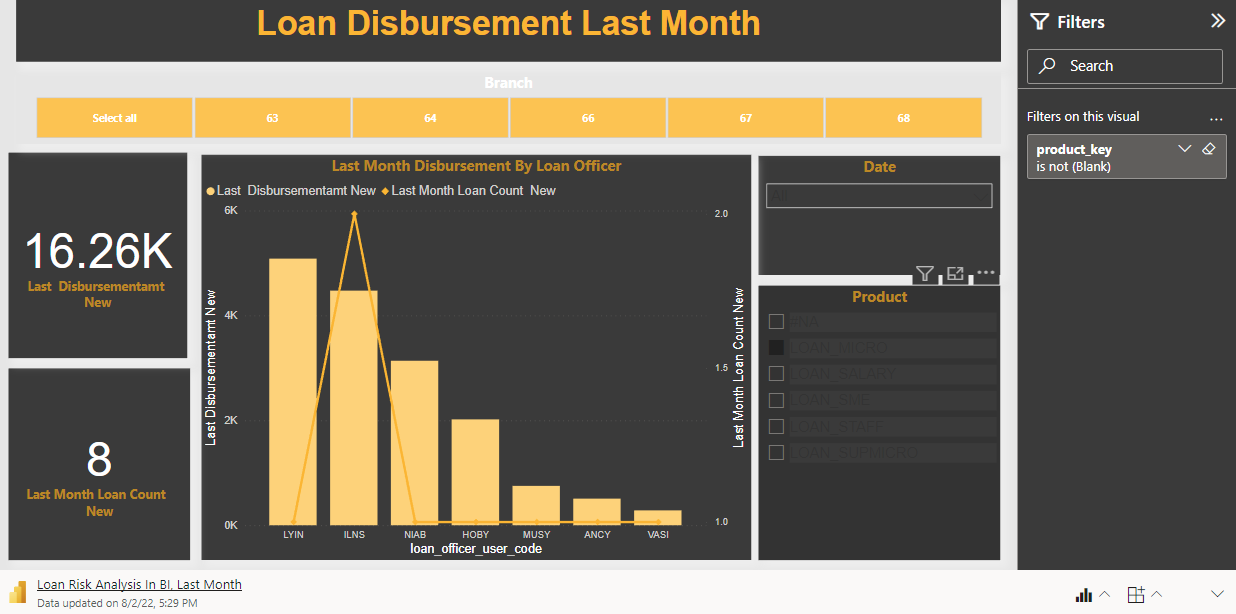 Loan Disbursement Last Month
Branch
Select all
63
64
66
67
68
16.26K
Last Disbursementamt
New
8
Last Month Loan Count
New
Last Month Disbursement By Loan Officer
Last Disbursementamt New
Last Month Loan Count New
6K
4K
2K
0K
Last Disbursementamt New
2.0
1.5
1.0
Last Month Loan Count New
LYIN
ILNS
NIAB
HOBY
MUSY
ANCY
VASI
loan_officer_user_code
Date
Product
LOAN_MICRO
LOAN_SALARY
LOAN_SME
LOAN_STAFF
LOAN_SUPMICRO
Filters
Search
Filters on this visual
...
product_key
is not (Blank)
Loan Risk Analysis In BI, Last Month
Data updated on 8/2/22, 5:29 PM